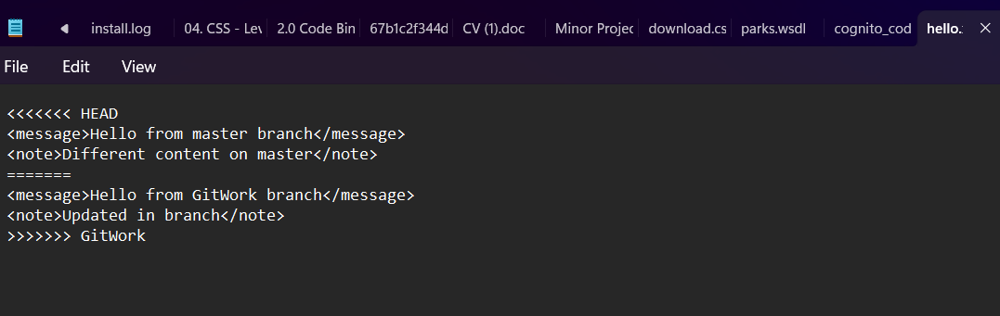 install.log 04. CSS - Lev 2.0 Code Bin 67b1c2f344d CV (1).doc Minor Projec download.cs parks.wsdl cognito_cod hello.
File Edit View
<<<<<<< HEAD
<message>Hello from master branch</message>
<note>Different content on master</note>
=======
<message>Hello from GitWork branch</message>
<note>Updated in branch</note>
>>>>>>> GitWork